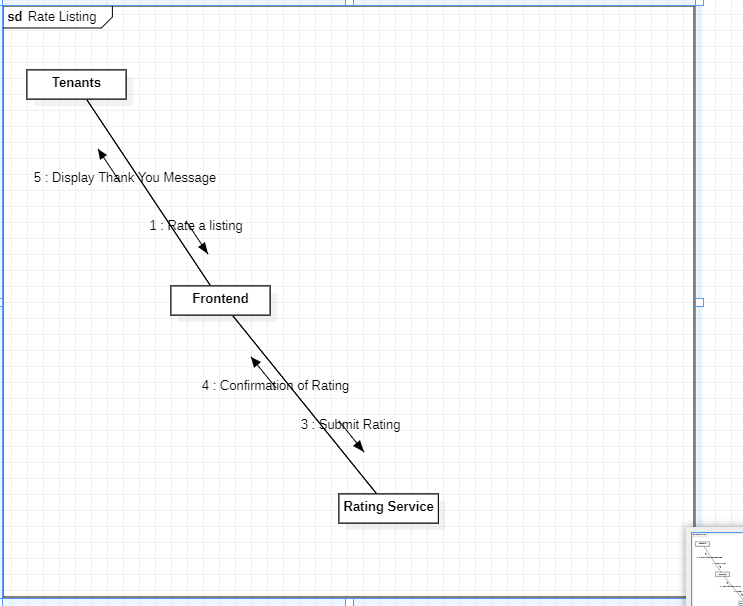 sd Rate Listing
Tenants
5 : Display Thank You Message
1 : Rate a listing
Frontend
4 : Confirmation of Rating
3 : Submit Rating
Rating Service